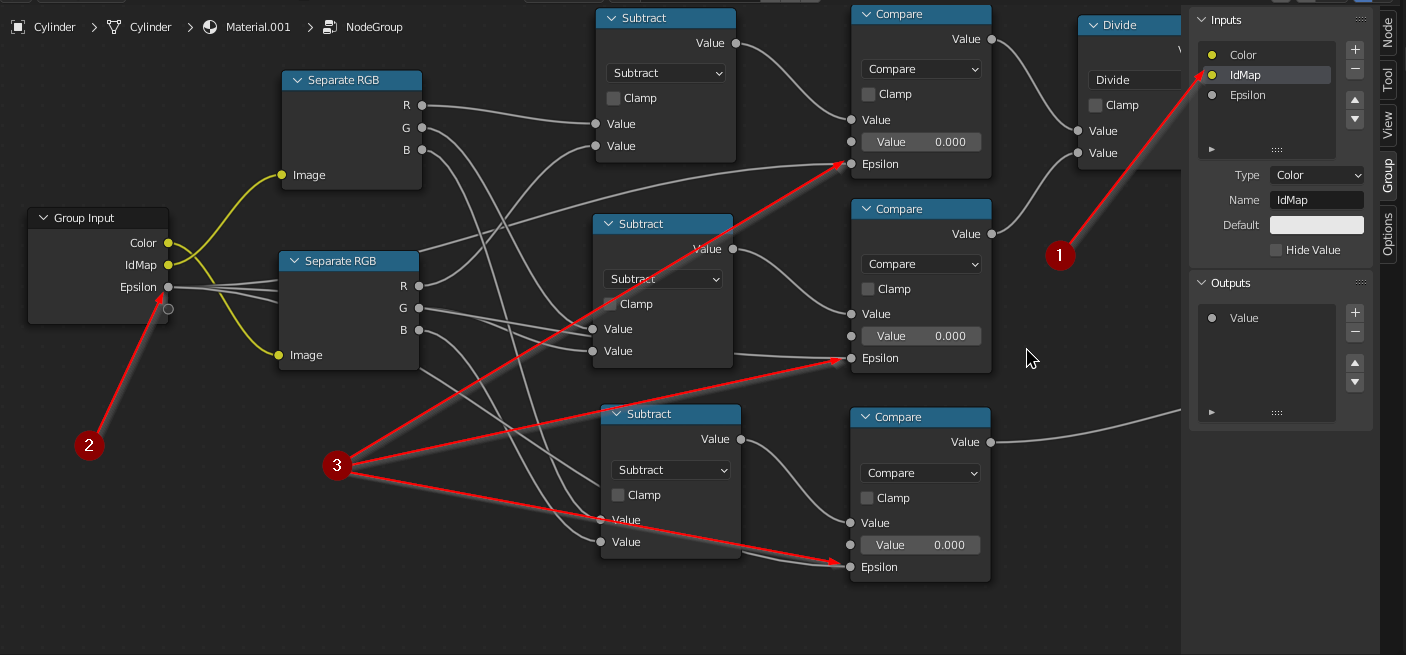 Cylinder > Cylinder > Material.001 > NodeGroup
Group Input
Color
IdMap
Epsilon
Separate RGB
R
G
B
Image
Separate RGB
R
G
B
Image
Subtract
Value
Subtract
Clamp
Value
Value
Subtract
Value
Subtract
Clamp
Value
Value
Subtract
Value
Subtract
Clamp
Value
Value
Compare
Value
Compare
Clamp
Value
Value 0.000
Epsilon
Compare
Value
Compare
Clamp
Value
Value 0.000
Epsilon
Compare
Value
Compare
Clamp
Value
Value 0.000
Epsilon
Divide
Divide
Clamp
Value
Value
1
2
3
Inputs
Color
IdMap
Epsilon
Type Color
Name IdMap
Default
Hide Value
Outputs
Value
Node
Tool
View
Group
Options